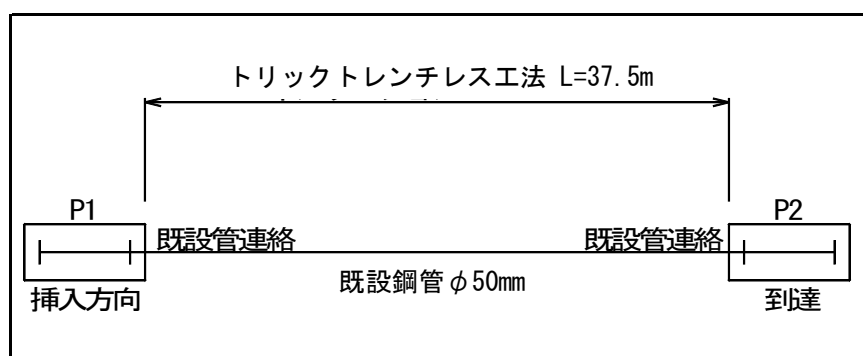 トリックトレンチレス工法 L=37.5m
P1
P2
既設管連絡
既設管連絡
既設鋼管φ50mm
挿入方向
到達